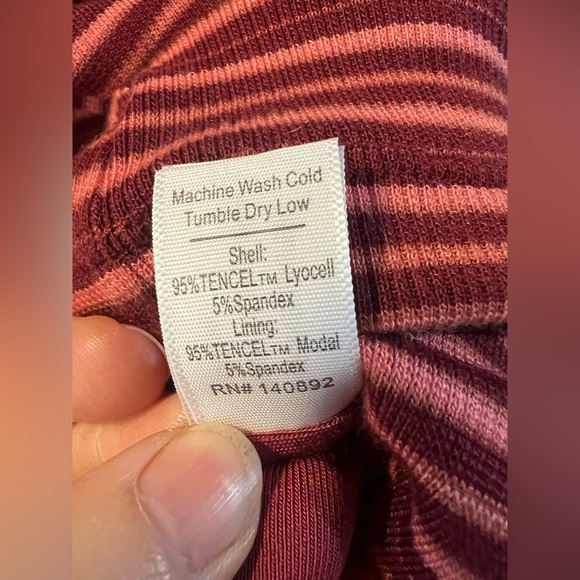 Machine Wash Cold
Tumble Dry Low
Shell:
95%TENCEL™ Lyocell
5%Spandex
Lining:
95%TENCEL™ Modal
5%Spandex
RN# 140892